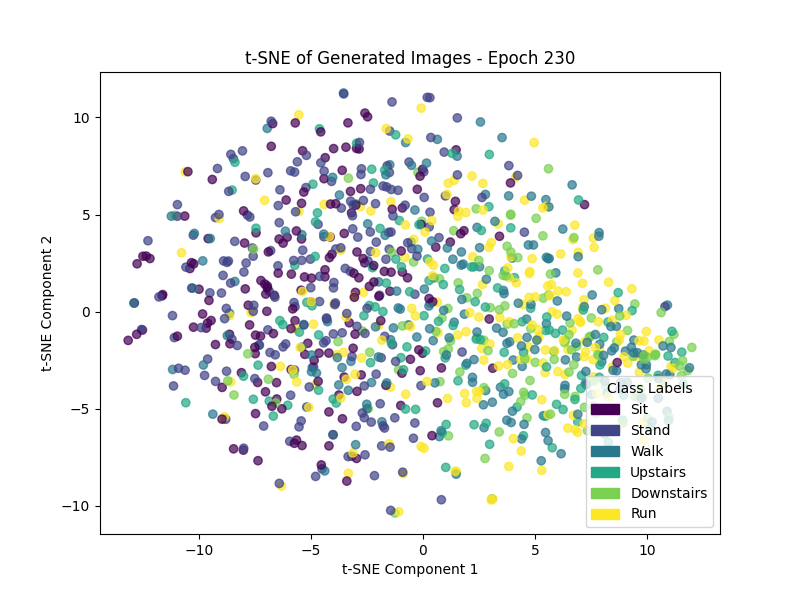 t-SNE of Generated Images - Epoch 230
t-SNE Component 2
10
5
0
−5
−10
−10
−5
0
5
10
t-SNE Component 1
Class Labels
Sit
Stand
Walk
Upstairs
Downstairs
Run